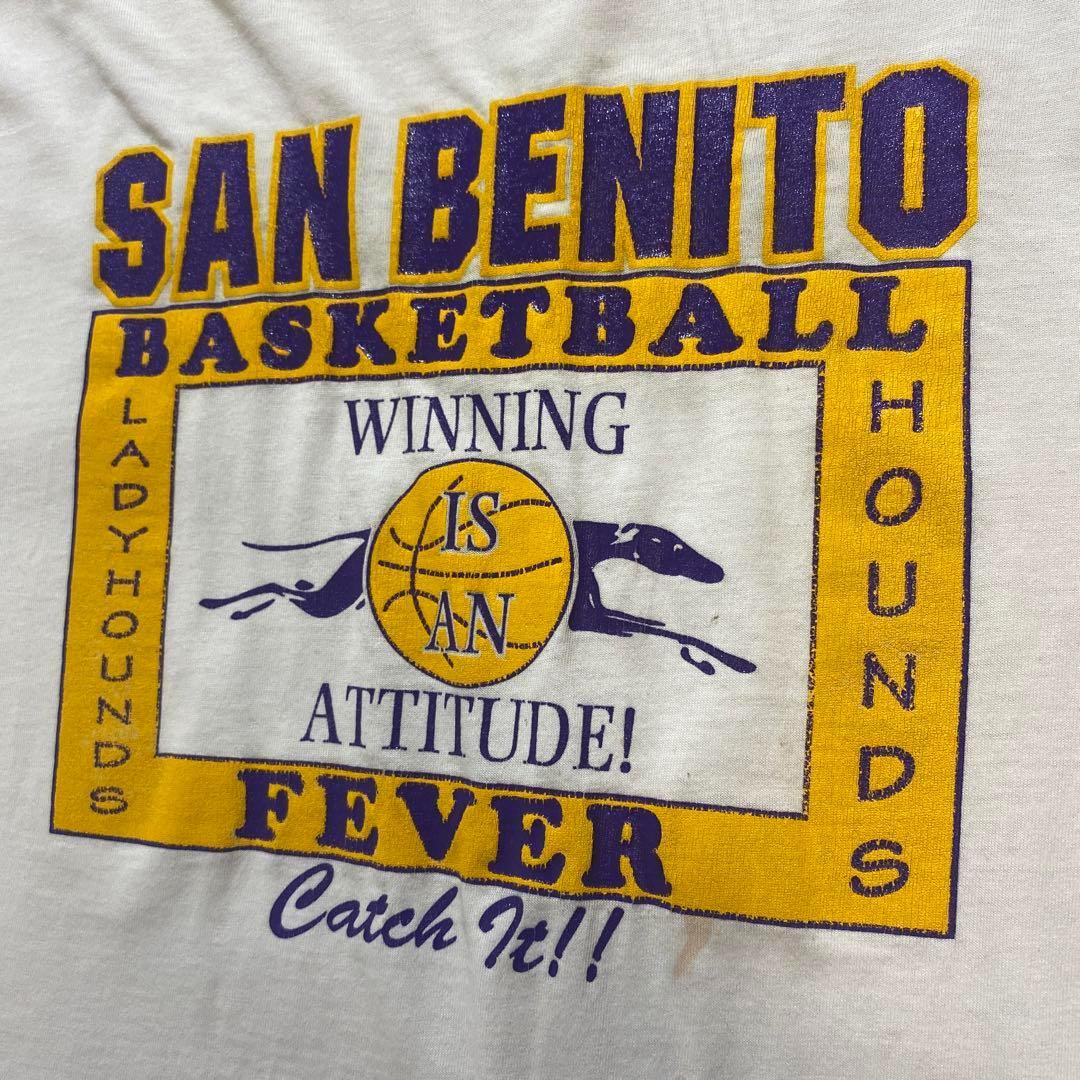 SAN BENITO
BASKETBALL
LADYHOUNDS
WINNING
IS
AN
ATTITUDE!
HOUNDS
FEVER
Catch It!!